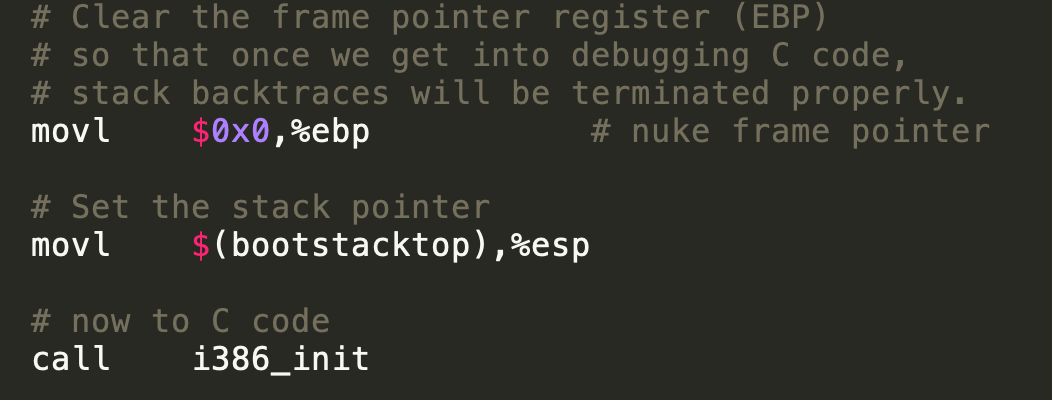 # Clear the frame pointer register (EBP)
# so that once we get into debugging C code,
# stack backtraces will be terminated properly.
movl    $0x0,%ebp           # nuke frame pointer
# Set the stack pointer
movl    $(bootstacktop),%esp
# now to C code
call    i386_init